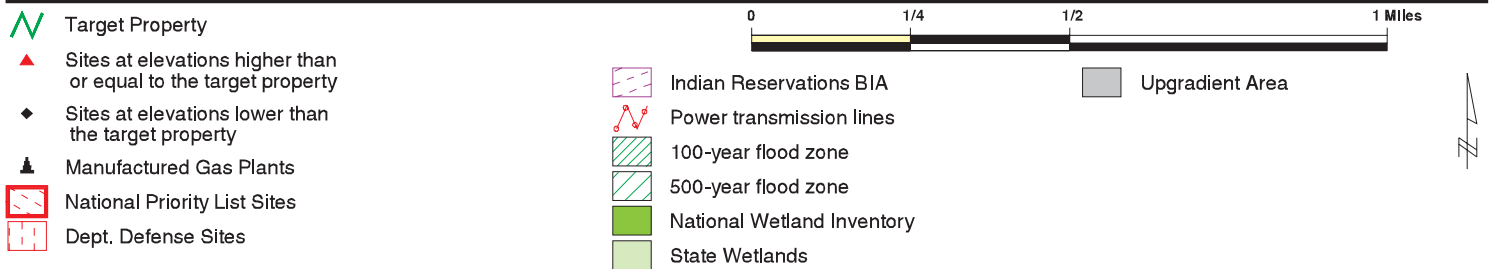 Target Property
Sites at elevations higher than
or equal to the target property
Sites at elevations lower than
the target property
Manufactured Gas Plants
National Priority List Sites
Dept. Defense Sites
0 1/4 1/2 1 Miles
Indian Reservations BIA
Power transmission lines
100-year flood zone
500-year flood zone
National Wetland Inventory
State Wetlands
Upgradient Area
N